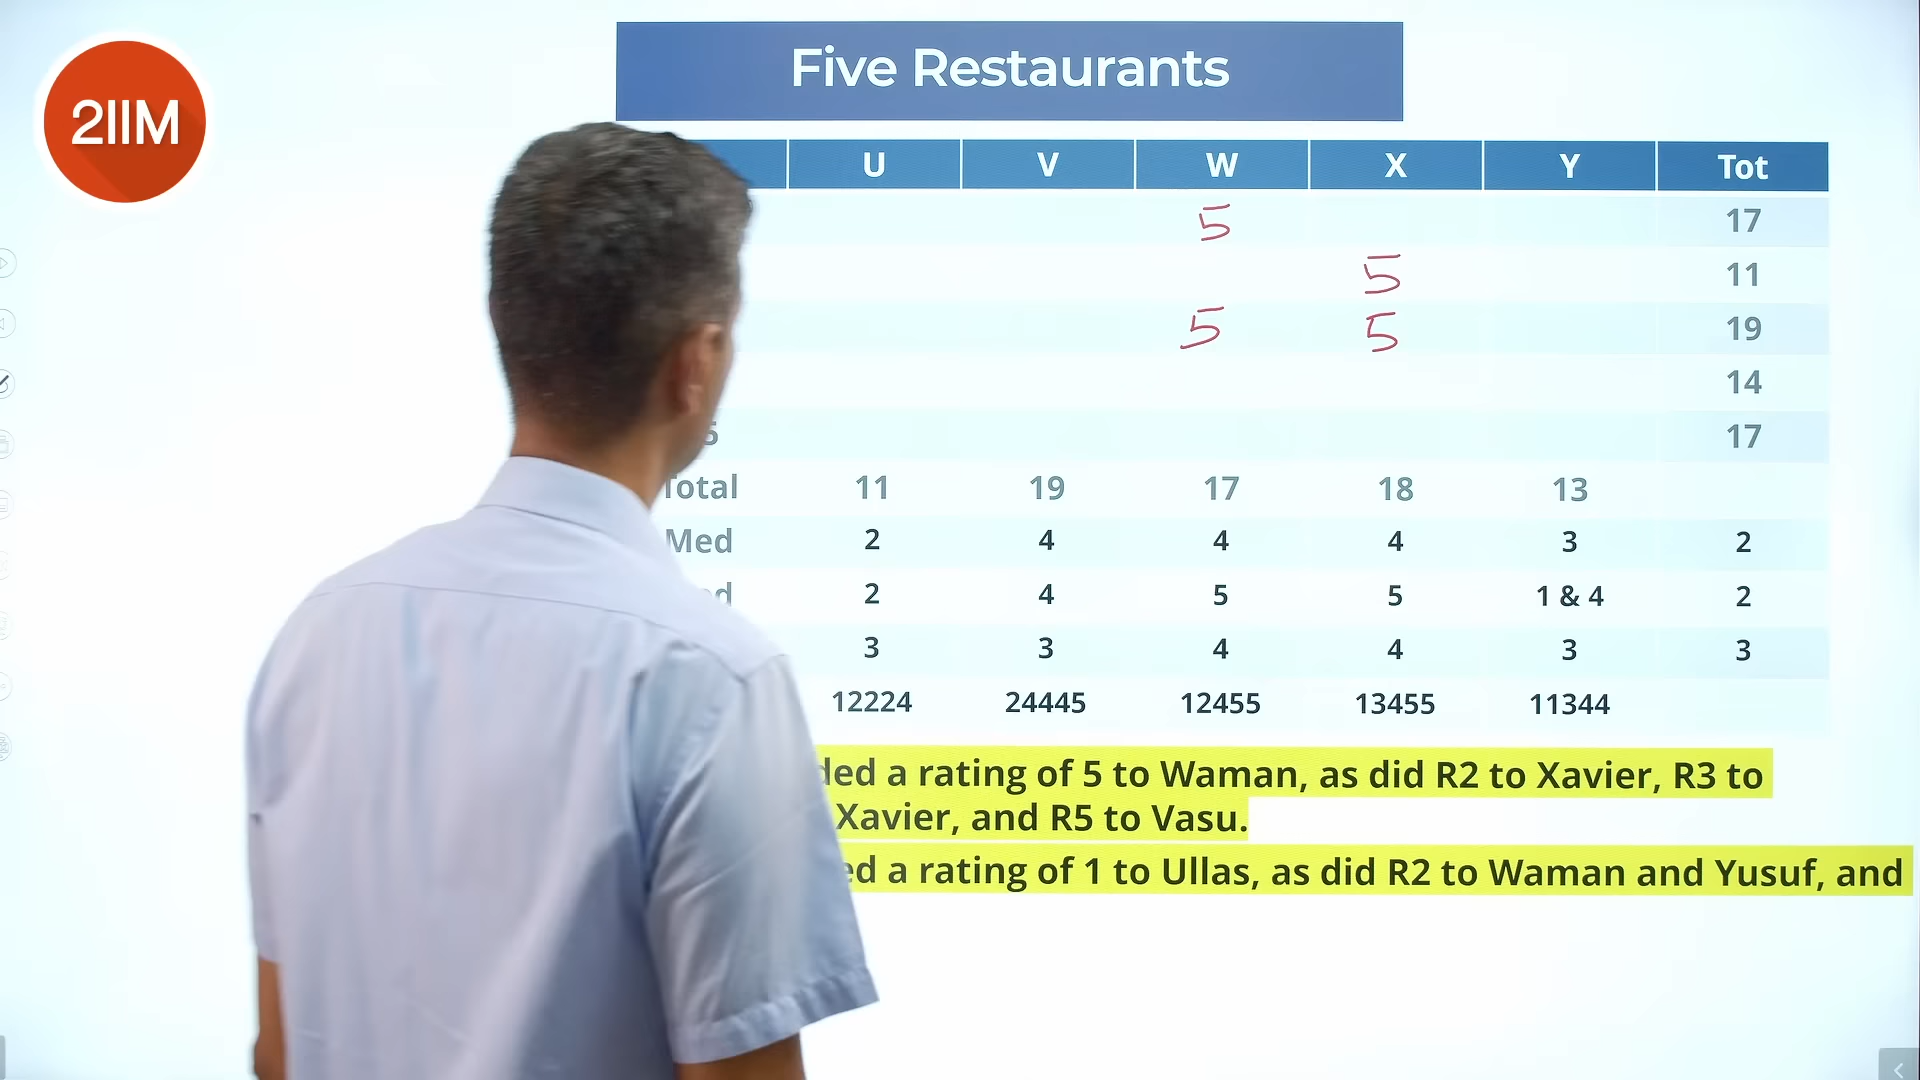 2IIM
Five Restaurants
U V W X Y Tot
5 17
5 11
5 5 19
14
17
Total 11 19 17 18 13
Med 2 4 4 4 3 2
2 4 5 5 1 & 4 2
3 3 4 4 3 3
12224 24445 12455 13455 11344
a rating of 5 to Waman, as did R2 to Xavier, R3 to
Xavier, and R5 to Vasu.
a rating of 1 to Ullas, as did R2 to Waman and Yusuf, and